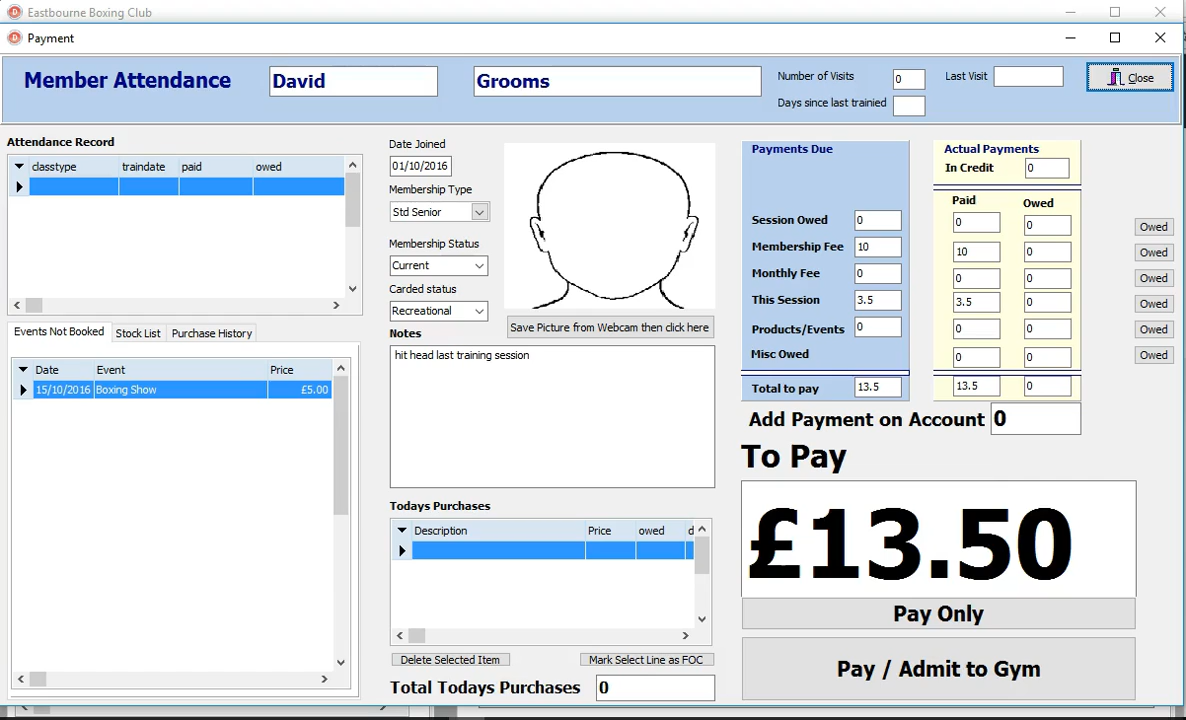 Eastbourne Boxing Club
Payment
Member Attendance
David
Grooms
Number of Visits 0
Last Visit
Close
Days since last trainied
Attendance Record
classtype traindate paid owed
Date Joined
01/10/2016
Membership Type
Std Senior
Membership Status
Current
Carded status
Recreational
Save Picture from Webcam then click here
Notes
hit head last training session
Events Not Booked Stock List Purchase History
Date Event Price
15/10/2016 Boxing Show £5.00
Todays Purchases
Description Price owed d
Delete Selected Item Mark Select Line as FOC
Total Todays Purchases 0
Payments Due
Session Owed 0
Membership Fee 10
Monthly Fee 0
This Session 3.5
Products/Events 0
Misc Owed
Total to pay 13.5
Actual Payments
In Credit 0
Paid Owed
0 0 Owed
10 0 Owed
0 0 Owed
3.5 0 Owed
0 0 Owed
0 0 Owed
13.5 0
Add Payment on Account 0
To Pay
£13.50
Pay Only
Pay / Admit to Gym